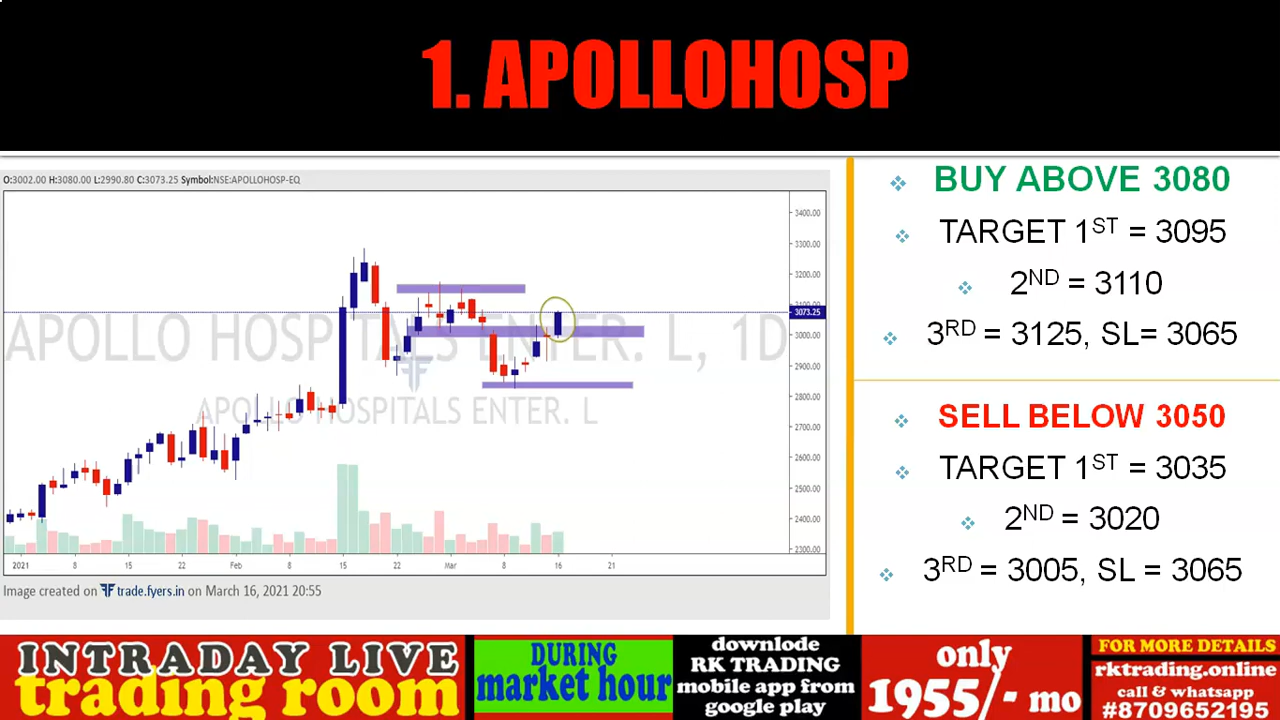 1. APOLLOHOSP
O:3002.00 H:3080.00 L:2990.80 C:3073.25 Symbol:NSE:APOLLOHOSP-EQ
3400.00
3300.00
3200.00
3100.00
3073.25
3000.00
2900.00
2800.00
2700.00
2600.00
2500.00
2400.00
2300.00
APOLLO HOSPITALS ENTER. L, 1D
APOLLO HOSPITALS ENTER. L
2021 8 15 22 Feb 8 15 22 Mar 8 16 21
Image created on trade.fyers.in on March 16, 2021 20:55
BUY ABOVE 3080
TARGET 1ST = 3095
2ND = 3110
3RD = 3125, SL= 3065
SELL BELOW 3050
TARGET 1ST = 3035
2ND = 3020
3RD = 3005, SL = 3065
INTRADAY LIVE
trading room
DURING
market hour
downlode
RK TRADING
mobile app from
google play
only
1955/- mo
FOR MORE DETAILS
rktrading.online
call & whatsapp
#8709652195